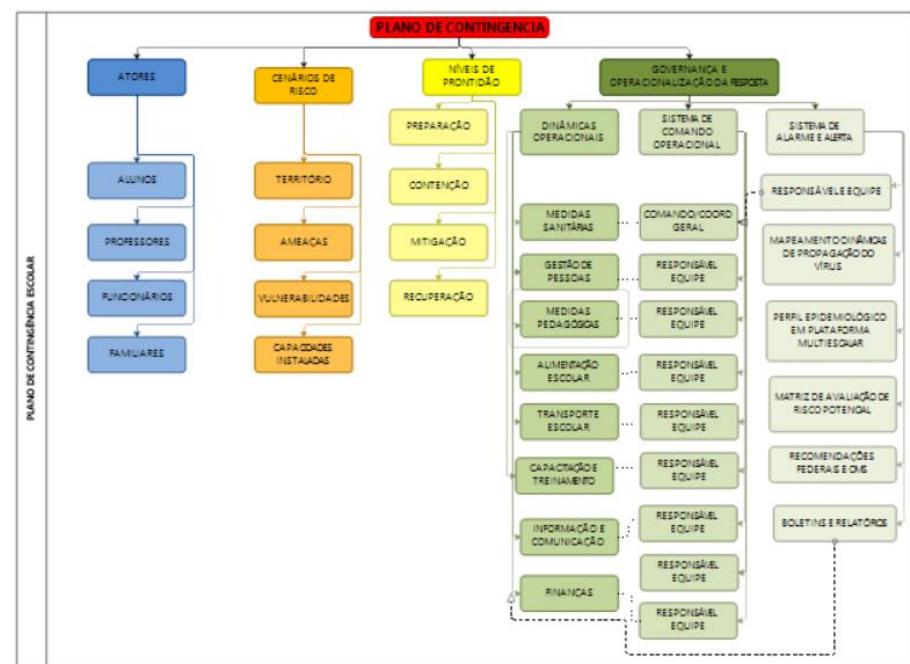 PLANO DE CONTINGENCIA
PLANO DE CONTINGÊNCIA ESCOLAR
ATORES
ALUNOS
PROFESSORES
FUNCIONÁRIOS
FAMILIARES
CENÁRIOS DE
RISCO
TERRITÓRIO
AMEAÇAS
VULNERABILIDADES
CAPACIDADES
INSTALADAS
NÍVEIS DE
PRONTIDÃO
PREPARAÇÃO
CONTENÇÃO
MITIGAÇÃO
RECUPERAÇÃO
GOVERNANÇA E
OPERACIONALIZAÇÃO DA RESPOSTA
DINÂMICAS
OPERACIONAIS
MEDIDAS
SANITÁRIAS
GESTÃO DE
PESSOAS
MEDIDAS
PEDAGÓGICAS
ALIMENTAÇÃO
ESCOLAR
TRANSPORTE
ESCOLAR
CAPACITAÇÃO E
TREINAMENTO
INFORMAÇÃO E
COMUNICAÇÃO
FINANÇAS
SISTEMA DE
COMANDO
OPERACIONAL
COMANDO/COORD
GERAL
RESPONSÁVEL
EQUIPE
RESPONSÁVEL
EQUIPE
RESPONSÁVEL
EQUIPE
RESPONSÁVEL
EQUIPE
RESPONSÁVEL
EQUIPE
RESPONSÁVEL
EQUIPE
RESPONSÁVEL
EQUIPE
RESPONSÁVEL
EQUIPE
SISTEMA DE
ALARME E ALERTA
RESPONSÁVEL E EQUIPE
MAPEAMENTO DINÂMICAS
DE PROPAGAÇÃO DO
VÍRUS
PERFIL EPIDEMIOLÓGICO
EM PLATAFORMA
MULTIESCALAR
MATRIZ DE AVALIAÇÃO DE
RISCO POTENCIAL
RECOMENDAÇÕES
FEDERAIS E OMS
BOLETINS E RELATÓRIOS